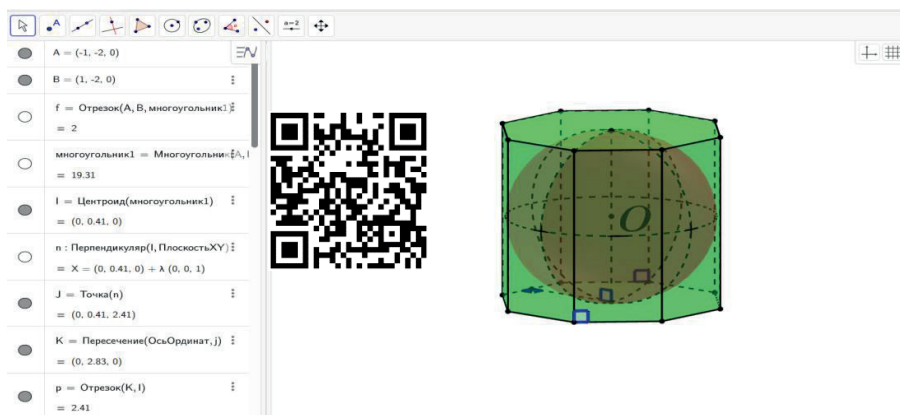 A
a=2
A = (-1, -2, 0)
B = (1, -2, 0)
f = Отрезок(A, B, многоугольник1)
= 2
многоугольник1 = Многоугольни
= 19.31
I = Центроид(многоугольник1)
= (0, 0.41, 0)
n : Перпендикуляр(I, ПлоскостьXY)
= X = (0, 0.41, 0) + λ (0, 0, 1)
J = Точка(n)
= (0, 0.41, 2.41)
K = Пересечение(ОсьОрдинат, j)
= (0, 2.83, 0)
p = Отрезок(K, I)
= 2.41
O